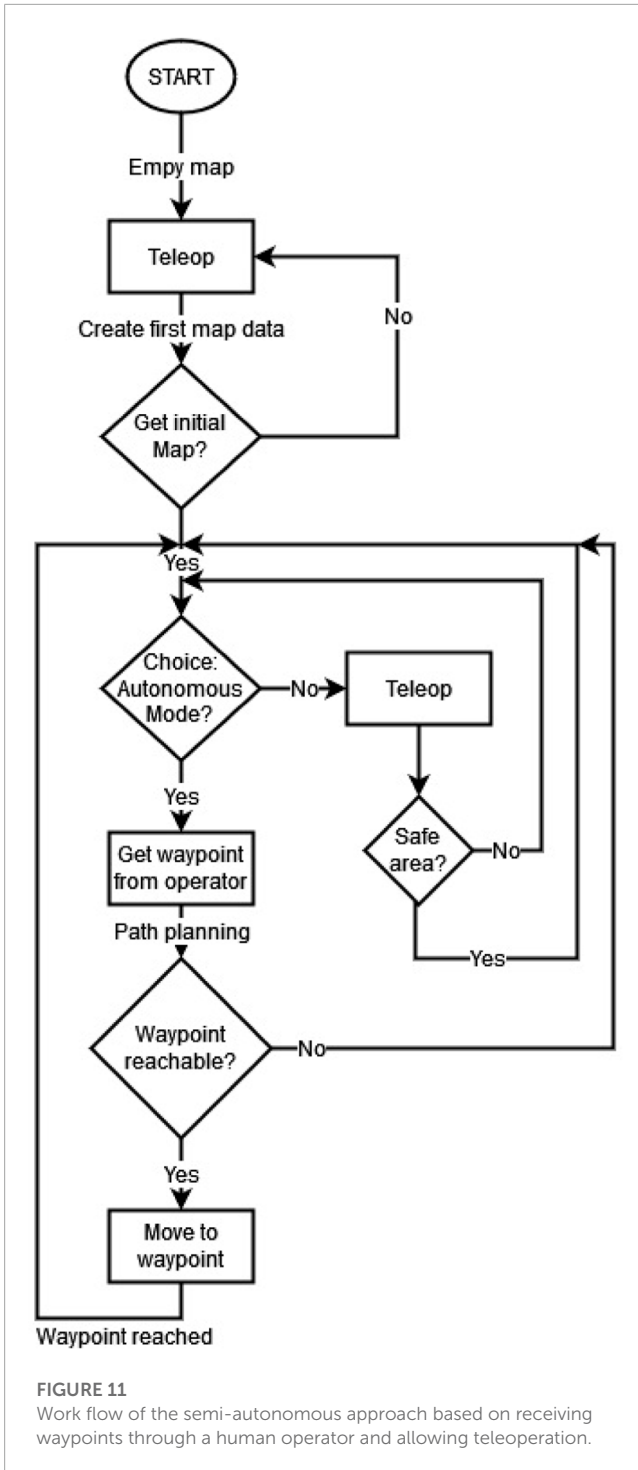 START
Empy map
Teleop
Create first map data
No
Get initial
Map?
Yes
Choice:
Autonomous
Mode?
No
Teleop
Yes
Safe
area?
No
Get waypoint
from operator
Path planning
Yes
Waypoint
reachable?
No
Yes
Move to
waypoint
Waypoint reached
FIGURE 11
Work flow of the semi-autonomous approach based on receiving
waypoints through a human operator and allowing teleoperation.